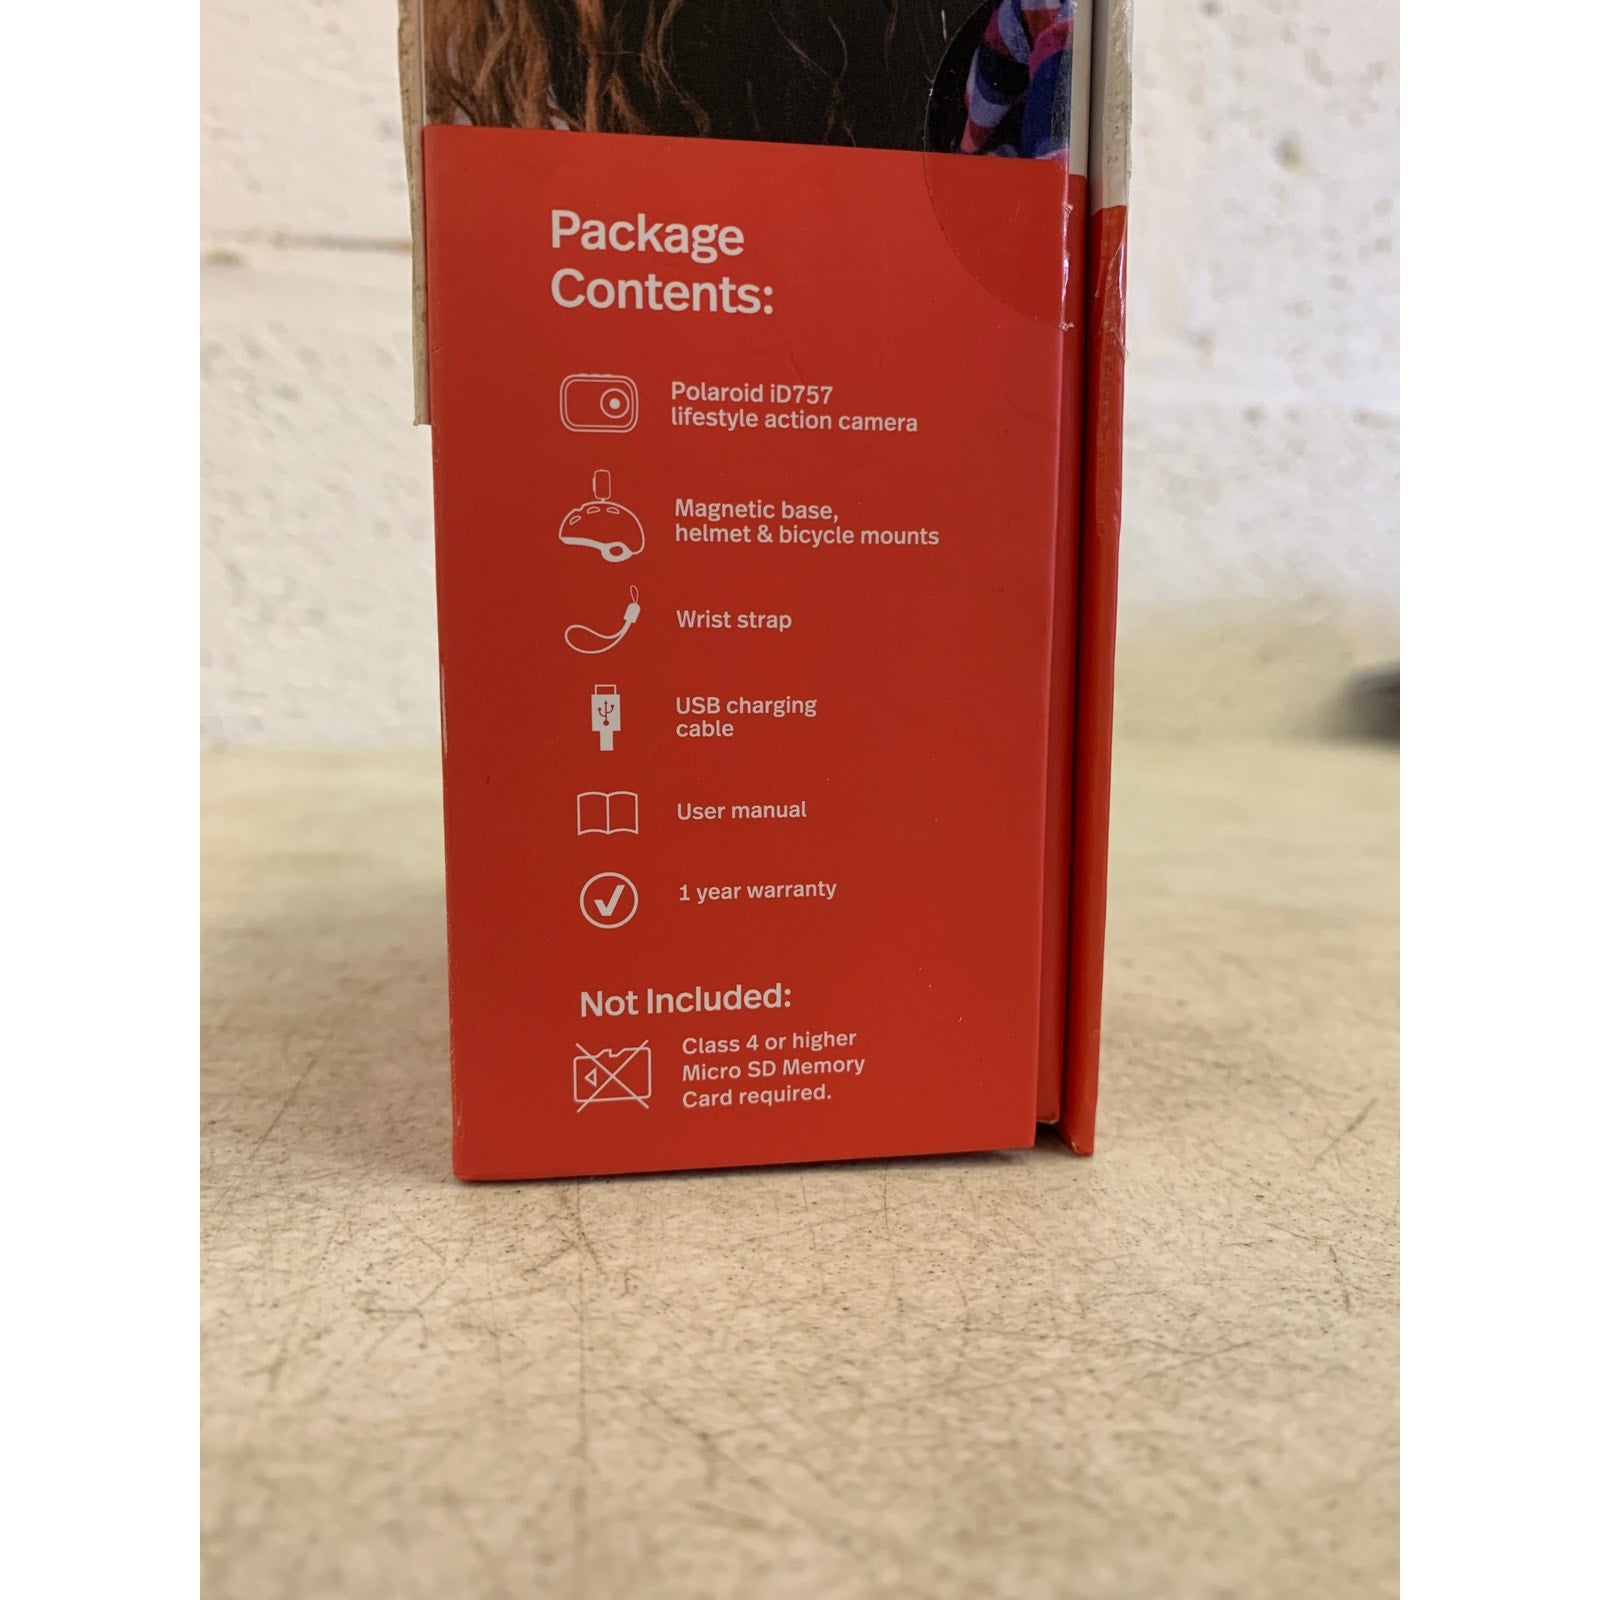 Package
Contents:
Polaroid iD757
lifestyle action camera
Magnetic base,
helmet & bicycle mounts
Wrist strap
USB charging
cable
User manual
1 year warranty
Not Included:
Class 4 or higher
Micro SD Memory
Card required.